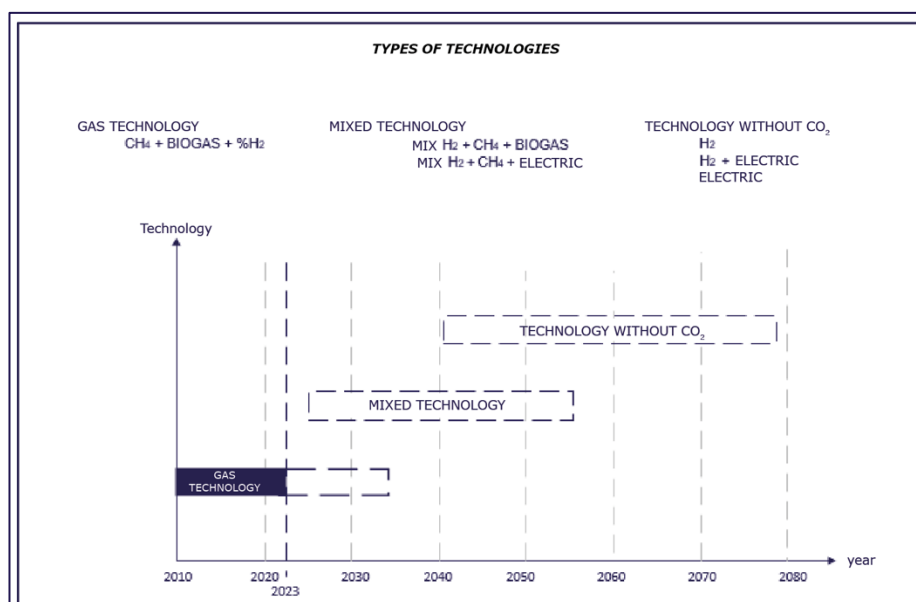 TYPES OF TECHNOLOGIES
GAS TECHNOLOGY
CH₄ + BIOGAS + %H₂
MIXED TECHNOLOGY
MIX H₂ + CH₄ + BIOGAS
MIX H₂ + CH₄ + ELECTRIC
TECHNOLOGY WITHOUT CO₂
H₂
H₂ + ELECTRIC
ELECTRIC
Technology
TECHNOLOGY WITHOUT CO₂
MIXED TECHNOLOGY
GAS
TECHNOLOGY
year
2010 2020 2030 2040 2050 2060 2070 2080
2023